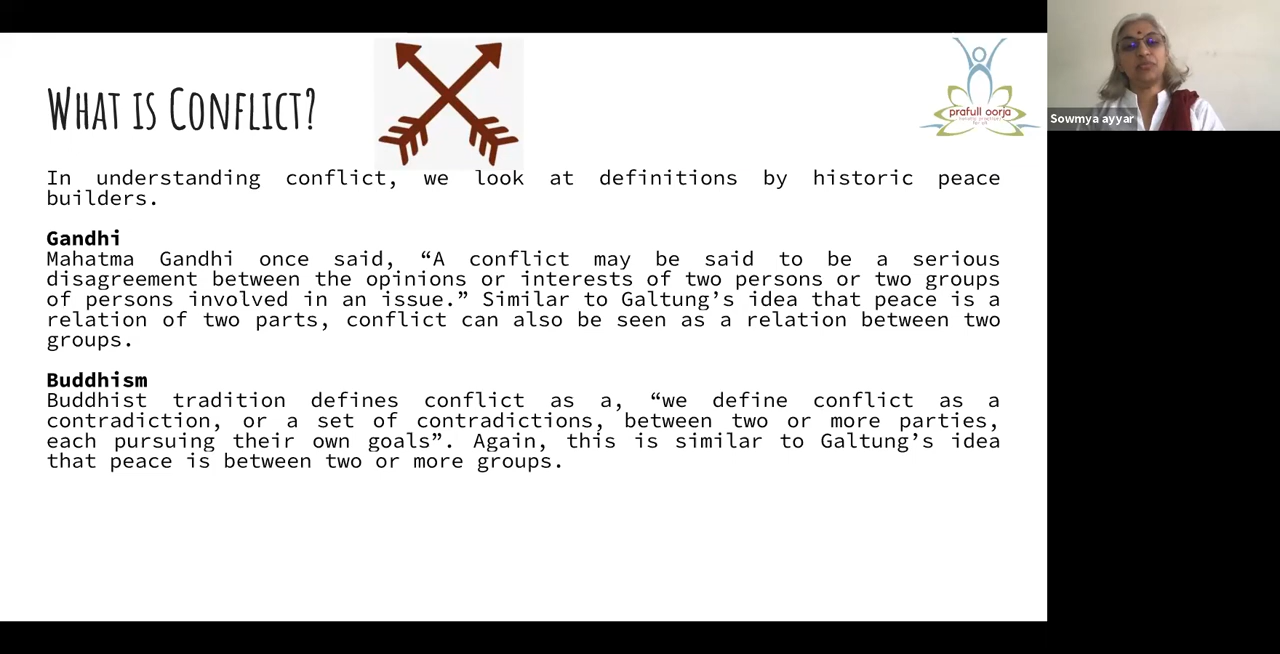 What is Conflict?
prafull oorja
for all
Sowmya ayyar
In understanding conflict, we look at definitions by historic peace
builders.
Gandhi
Mahatma Gandhi once said, “A conflict may be said to be a serious
disagreement between the opinions or interests of two persons or two groups
of persons involved in an issue.” Similar to Galtung’s idea that peace is a
relation of two parts, conflict can also be seen as a relation between two
groups.
Buddhism
Buddhist tradition defines conflict as a, “we define conflict as a
contradiction, or a set of contradictions, between two or more parties,
each pursuing their own goals”. Again, this is similar to Galtung’s idea
that peace is between two or more groups.